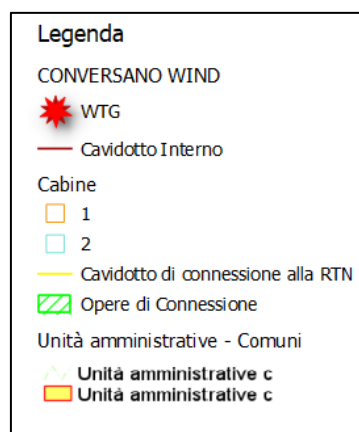 Legenda
CONVERSANO WIND
WTG
Cavidotto Interno
Cabine
1
2
Cavidotto di connessione alla RTN
Opere di Connessione
Unità amministrative - Comuni
Unità amministrative c
Unità amministrative c